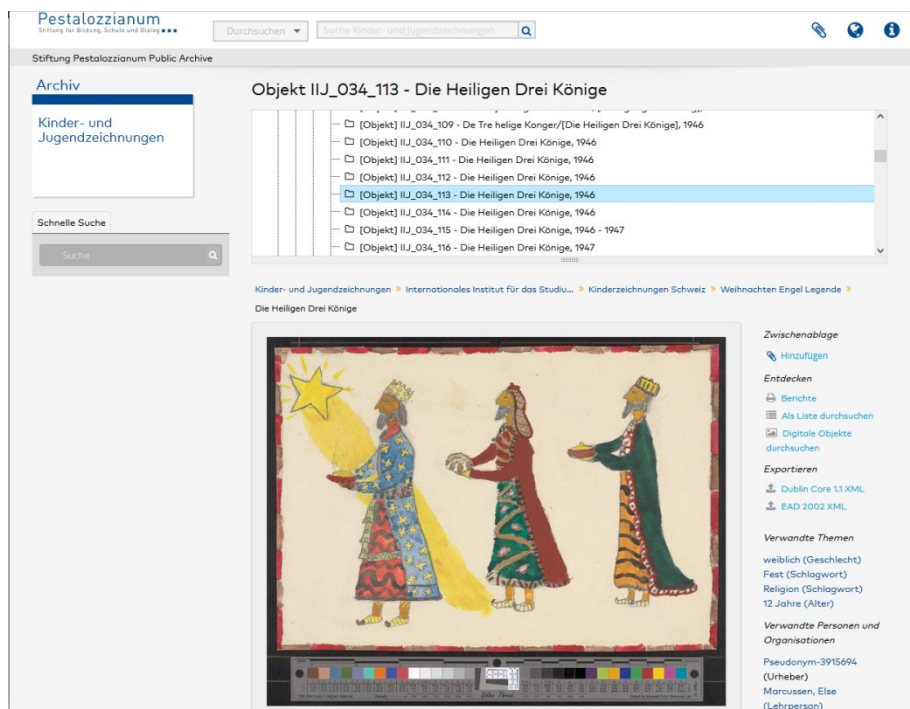 Pestalozzianum
Stiftung für Bildung, Schule und Dialog
Durchsuchen
Suche Kinder- und Jugendzeichnungen
Stiftung Pestalozzianum Public Archive
Archiv
Kinder- und
Jugendzeichnungen
Schnelle Suche
Suche
Objekt IIJ_034_113 - Die Heiligen Drei Könige
[Objekt] IIJ_034_109 - De Tre helige Konger/[Die Heiligen Drei Könige], 1946
[Objekt] IIJ_034_110 - Die Heiligen Drei Könige, 1946
[Objekt] IIJ_034_111 - Die Heiligen Drei Könige, 1946
[Objekt] IIJ_034_112 - Die Heiligen Drei Könige, 1946
[Objekt] IIJ_034_113 - Die Heiligen Drei Könige, 1946
[Objekt] IIJ_034_114 - Die Heiligen Drei Könige, 1946
[Objekt] IIJ_034_115 - Die Heiligen Drei Könige, 1946 - 1947
[Objekt] IIJ_034_116 - Die Heiligen Drei Könige, 1947
Kinder- und Jugendzeichnungen » Internationales Institut für das Studiu... » Kinderzeichnungen Schweiz » Weihnachten Engel Legende »
Die Heiligen Drei Könige
Zwischenablage
Hinzufügen
Entdecken
Berichte
Als Liste durchsuchen
Digitale Objekte
durchsuchen
Exportieren
Dublin Core 1.1 XML
EAD 2002 XML
Verwandte Themen
weiblich (Geschlecht)
Fest (Schlagwort)
Religion (Schlagwort)
12 Jahre (Alter)
Verwandte Personen und
Organisationen
Pseudonym-3915694
(Urheber)
Marcussen, Else
(Lehrperson)
Golden Thread